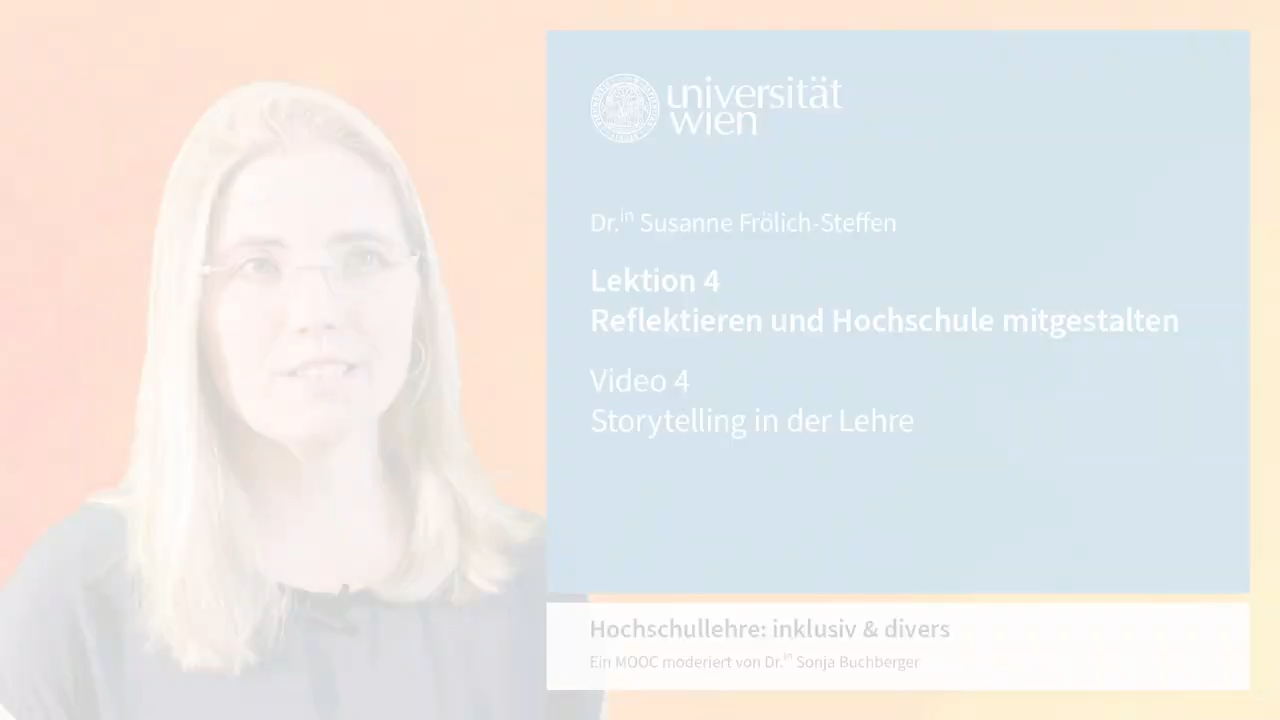 universität
wien
Dr.in Susanne Frölich-Steffen
Lektion 4
Reflektieren und Hochschule mitgestalten
Video 4
Storytelling in der Lehre
Hochschullehre: inklusiv & divers
Ein MOOC moderiert von Dr.in Sonja Buchberger